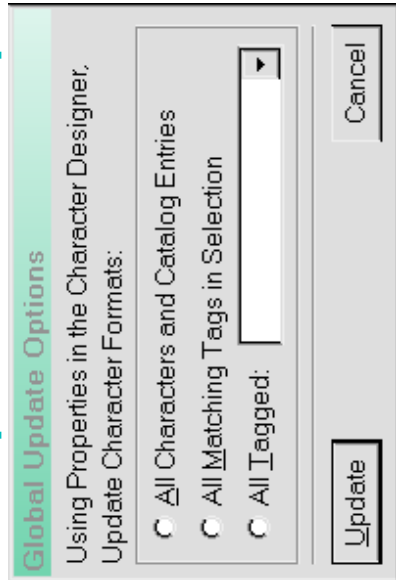 Global Update Options
Using Properties in the Character Designer,
Update Character Formats:
All Characters and Catalog Entries
All Matching Tags in Selection
All Tagged:
Update
Cancel